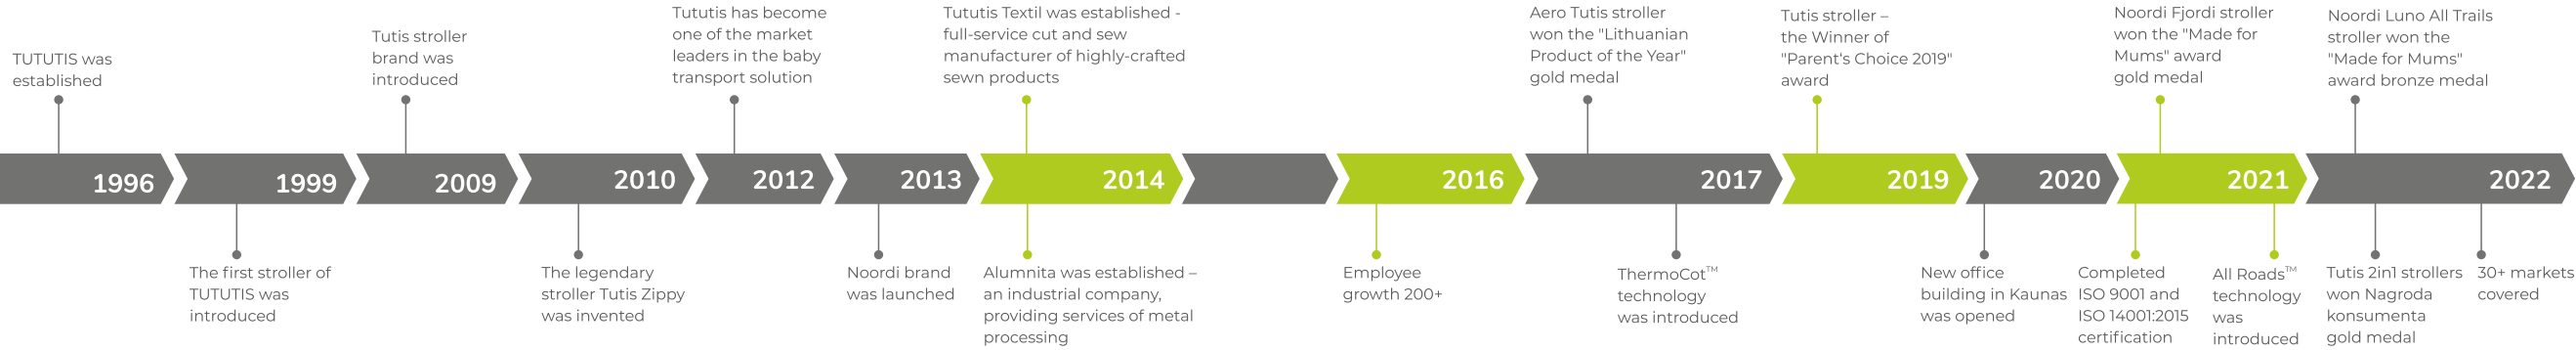 TUTUTIS was
established
Tutis stroller
brand was
introduced
Tututis has become
one of the market
leaders in the baby
transport solution
Tututis Textil was established -
full-service cut and sew
manufacturer of highly-crafted
sewn products
Aero Tutis stroller
won the "Lithuanian
Product of the Year"
gold medal
Tutis stroller –
the Winner of
"Parent's Choice 2019"
award
Noordi Fjordi stroller
won the "Made for
Mums" award
gold medal
Noordi Luno All Trails
stroller won the
"Made for Mums"
award bronze medal
1996
1999
2009
2010
2012
2013
2014
2016
2017
2019
2020
2021
2022
The first stroller of
TUTUTIS was
introduced
The legendary
stroller Tutis Zippy
was invented
Noordi brand
was launched
Alumnita was established –
an industrial company,
providing services of metal
processing
Employee
growth 200+
ThermoCot™
technology
was introduced
New office
building in Kaunas
was opened
Completed
ISO 9001 and
ISO 14001:2015
certification
All Roads™
technology
was
introduced
Tutis 2in1 strollers
won Nagroda
konsumenta
gold medal
30+ markets
covered